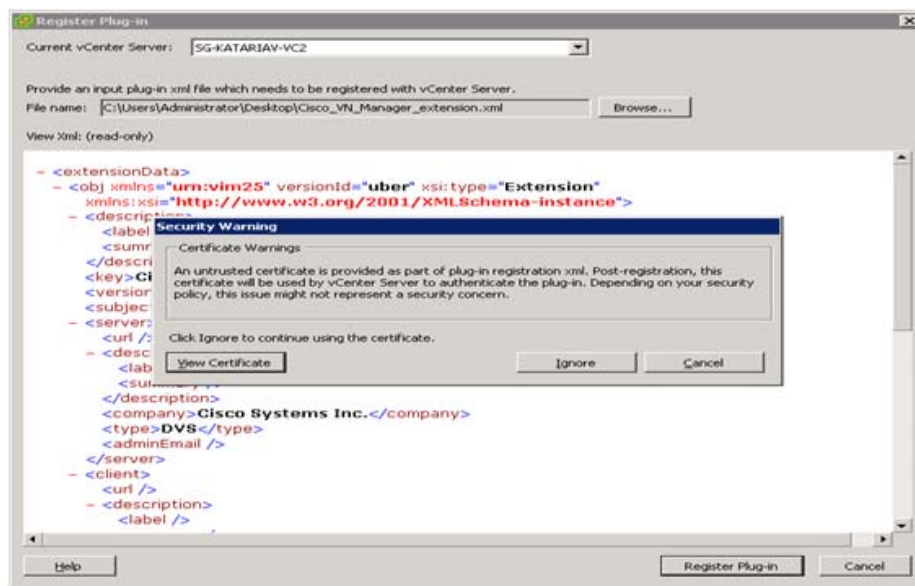 Register Plug-in
Current vCenter Server: SG-KATARIAV-VC2
Provide an input plug-in xml file which needs to be registered with vCenter Server.
File name: C:\Users\Administrator\Desktop\Cisco_VN_Manager_extension.xml Browse...
View Xml: (read-only)
- <extensionData>
- <obj xmlns="urn:vim25" versionId="uber" xsi:type="Extension"
xmlns:xsi="http://www.w3.org/2001/XMLSchema-instance">
- <descrip
<label
<summ
</descri
<key>Ci
<version
<subjec
- <server>
<url />
- <desc
<lab
</description>
<company>Cisco Systems Inc.</company>
<type>DVS</type>
<adminEmail />
</server>
- <client>
<url />
- <description>
<label />
Security Warning
Certificate Warnings
An untrusted certificate is provided as part of plug-in registration xml. Post-registration, this
certificate will be used by vCenter Server to authenticate the plug-in. Depending on your security
policy, this issue might not represent a security concern.
Click Ignore to continue using the certificate.
View Certificate Ignore Cancel
Help Register Plug-in Cancel